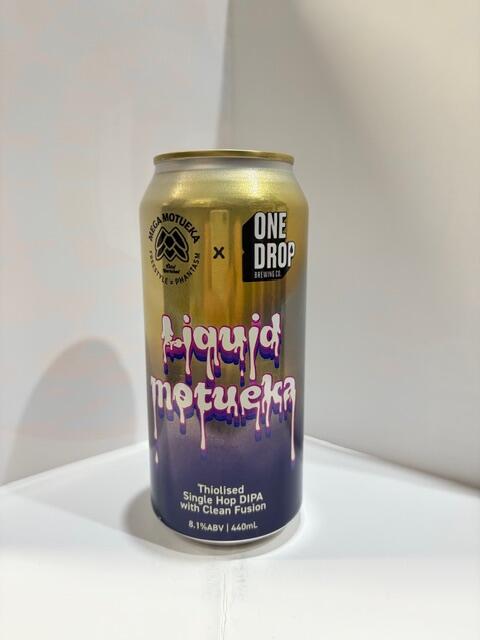 MEGA MOTUEKA
FREESTYLE x PHANTASM
X
ONE
DROP
BREWING CO.
Liquid
motueka
Thiolised
Single Hop DIPA
with Clean Fusion
8.1%ABV | 440mL